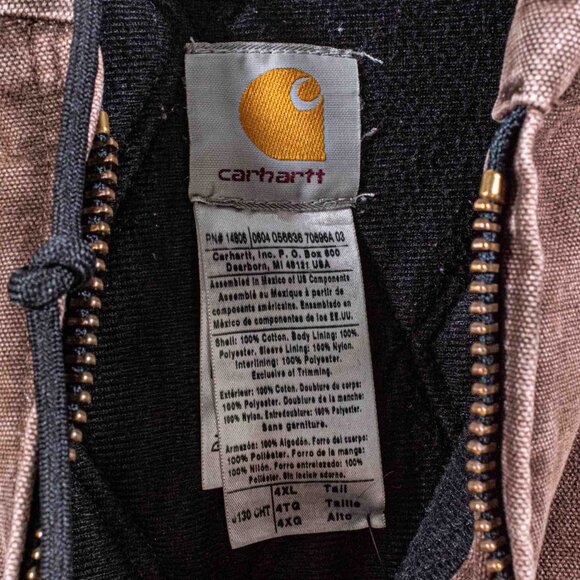 carhartt
PN# 14806 0604 056636 70696A 03
Carhartt, Inc. P. O. Box 600
Dearborn, MI 48121 USA
Assembled in Mexico of US Components
Assemblé au Mexique à partir de
composants américains. Ensamblado en
México de componentes de los EE.UU.
Shell: 100% Cotton. Body Lining: 100%
Polyester. Sleeve Lining: 100% Nylon.
Interlining: 100% Polyester.
Exclusive of Trimming.
Extérieur: 100% Coton. Doublure du corps:
100% Polyester. Doublure de la manche:
100% Nylon. Entredoublure: 100% Polyester.
Sans garniture.
Armazón: 100% Algodón. Forro del cuerpo:
100% Polyester. Forro de la manga:
100% Nilón. Forro entrelazado: 100%
Polyester. Sin incluir adorno.
J130 CHT
4XL Tall
4TG Taille
4XG Alto